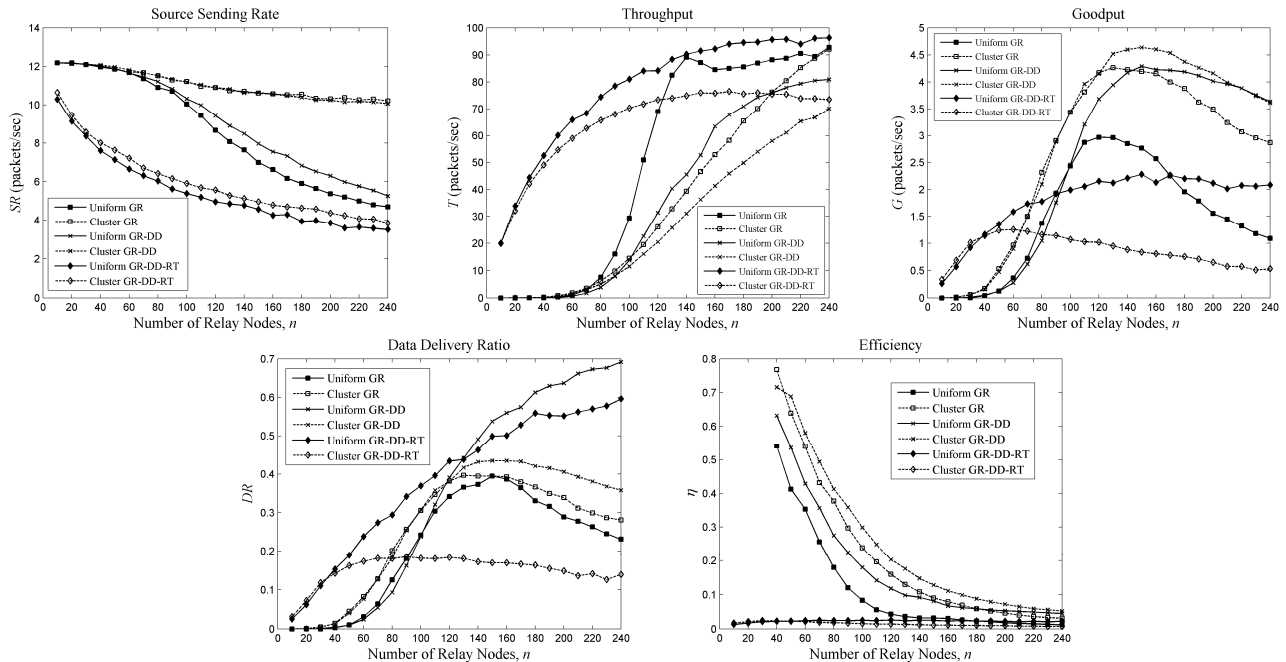 Source Sending Rate
14
12
10
8
6
4
2
0
SR (packets/sec)
Uniform GR
Cluster GR
Uniform GR-DD
Cluster GR-DD
Uniform GR-DD-RT
Cluster GR-DD-RT
0 20 40 60 80 100 120 140 160 180 200 220 240
Number of Relay Nodes, n
Throughput
100
90
80
70
60
50
40
30
20
10
0
T (packets/sec)
Uniform GR
Cluster GR
Uniform GR-DD
Cluster GR-DD
Uniform GR-DD-RT
Cluster GR-DD-RT
0 20 40 60 80 100 120 140 160 180 200 220 240
Number of Relay Nodes, n
Goodput
5
4.5
4
3.5
3
2.5
2
1.5
1
0.5
0
G (packets/sec)
Uniform GR
Cluster GR
Uniform GR-DD
Cluster GR-DD
Uniform GR-DD-RT
Cluster GR-DD-RT
0 20 40 60 80 100 120 140 160 180 200 220 240
Number of Relay Nodes, n
Data Delivery Ratio
0.7
0.6
0.5
0.4
0.3
0.2
0.1
0
DR
Uniform GR
Cluster GR
Uniform GR-DD
Cluster GR-DD
Uniform GR-DD-RT
Cluster GR-DD-RT
0 20 40 60 80 100 120 140 160 180 200 220 240
Number of Relay Nodes, n
Efficiency
0.8
0.7
0.6
0.5
0.4
0.3
0.2
0.1
0
η
Uniform GR
Cluster GR
Uniform GR-DD
Cluster GR-DD
Uniform GR-DD-RT
Cluster GR-DD-RT
0 20 40 60 80 100 120 140 160 180 200 220 240
Number of Relay Nodes, n